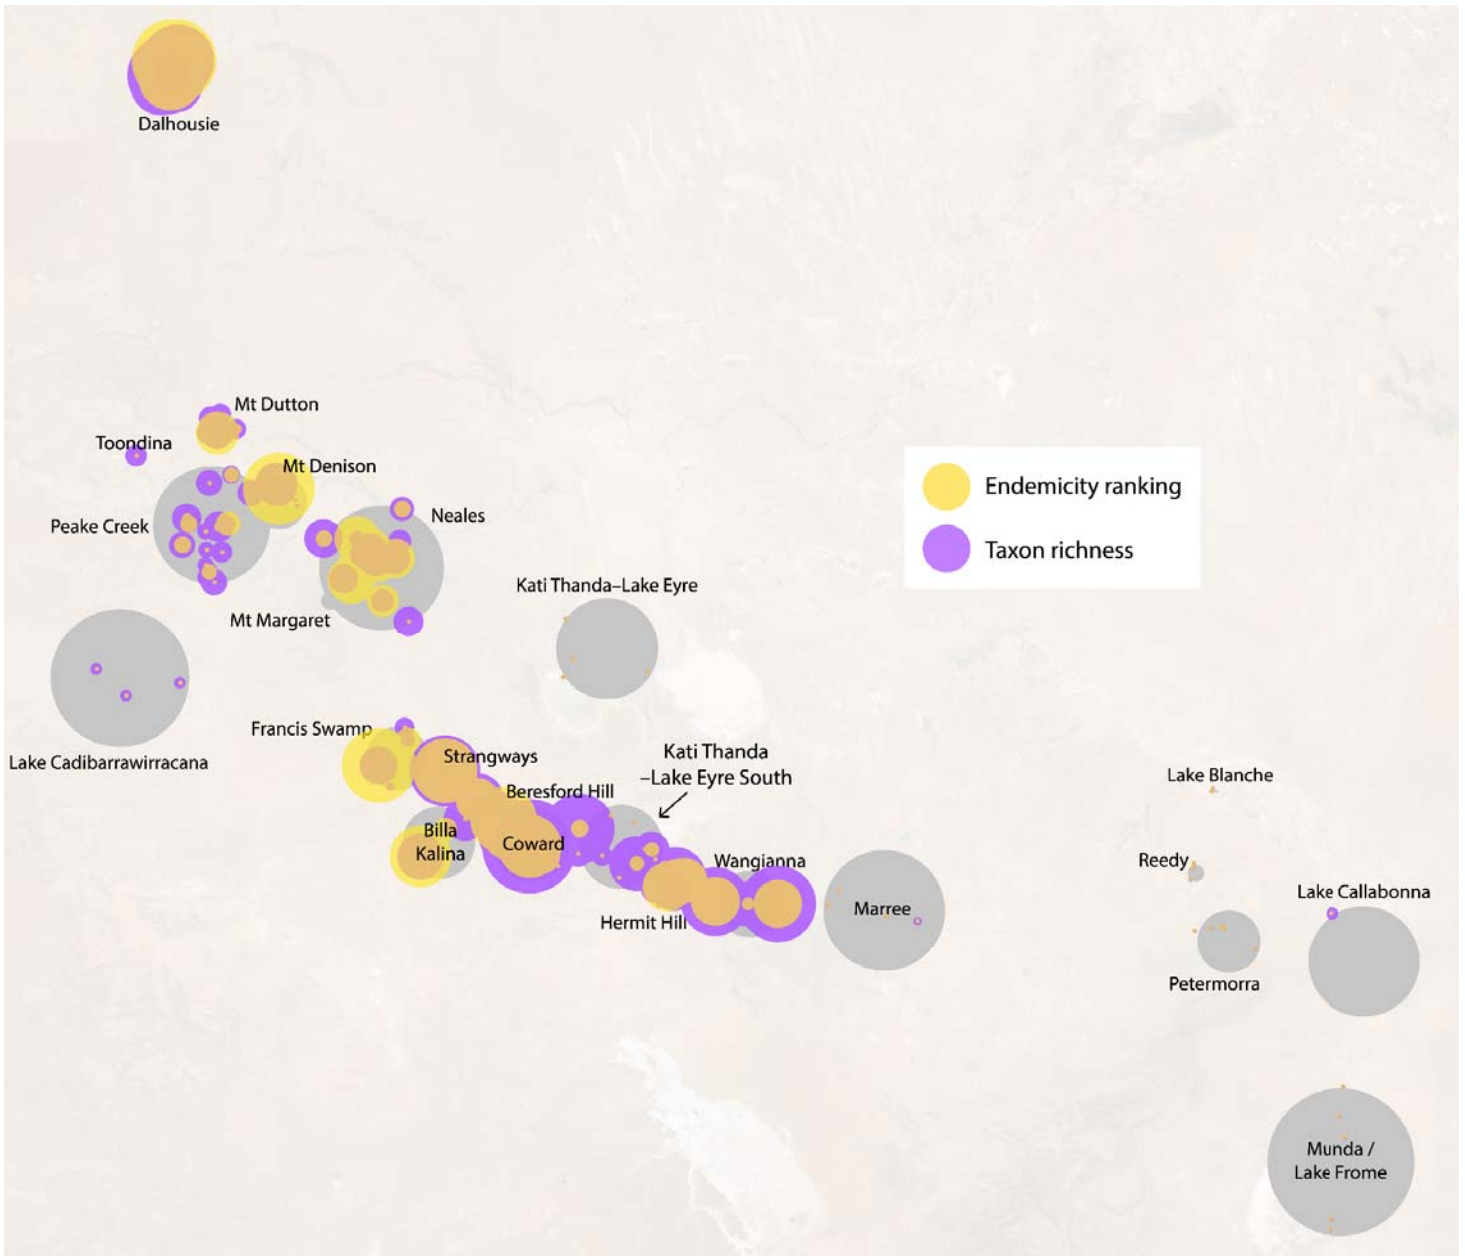 Dalhousie
Mt Dutton
Toondina
Mt Denison
Peake Creek
Neales
Kati Thanda–Lake Eyre
Mt Margaret
Endemicity ranking
Taxon richness
Francis Swamp
Lake Cadibarrawirracana
Strangways
Kati Thanda
–Lake Eyre South
Beresford Hill
Billa
Kalina
Coward
Wangianna
Hermit Hill
Marree
Lake Blanche
Reedy
Lake Callabonna
Petermorra
Munda /
Lake Frome